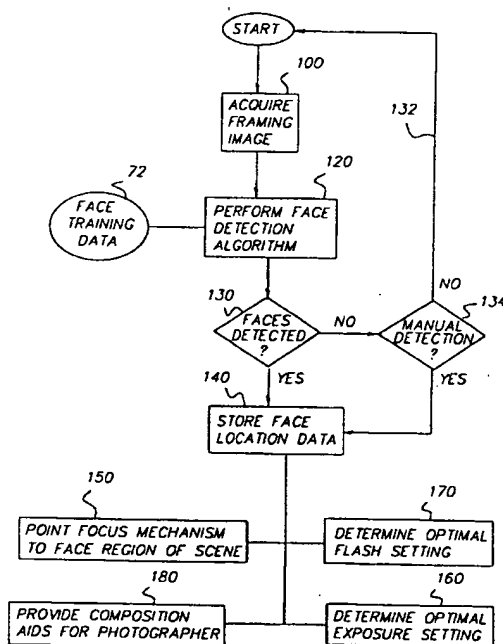 START
100
ACQUIRE
FRAMING
IMAGE
132
72
FACE
TRAINING
DATA
120
PERFORM FACE
DETECTION
ALGORITHM
130
FACES
DETECTED
?
NO
NO
134
MANUAL
DETECTION
?
YES
YES
140
STORE FACE
LOCATION DATA
150
POINT FOCUS MECHANISM
TO FACE REGION OF SCENE
170
DETERMINE OPTIMAL
FLASH SETTING
180
PROVIDE COMPOSITION
AIDS FOR PHOTOGRAPHER
160
DETERMINE OPTIMAL
EXPOSURE SETTING